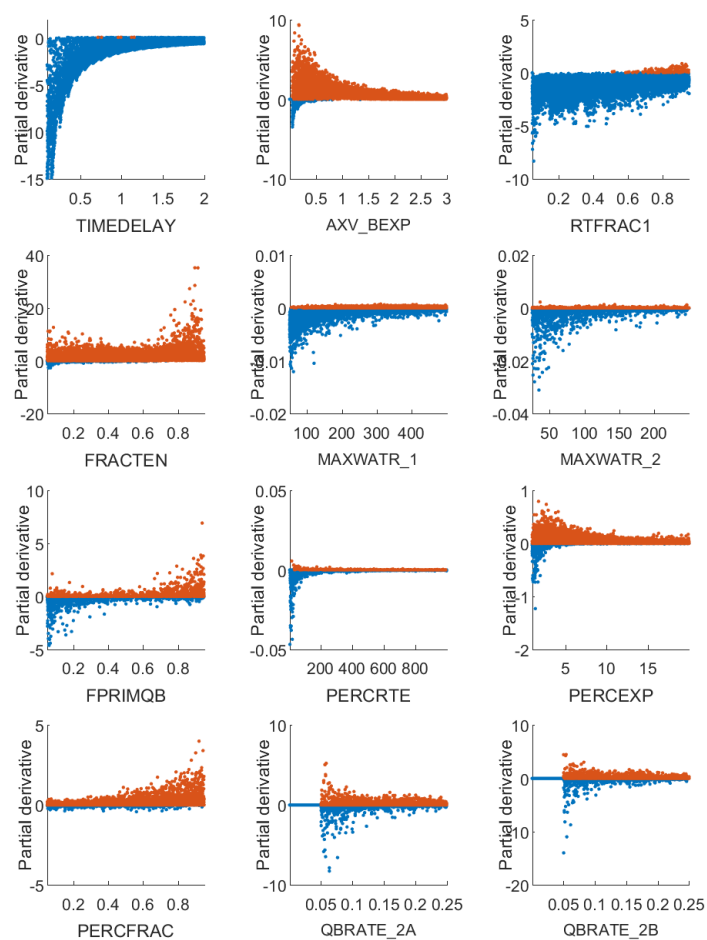 0
-5
-10
-15
Partial derivative
0.5 1 1.5 2
TIMEDELAY
10
0
-10
Partial derivative
0.5 1 1.5 2 2.5 3
AXV_BEXP
5
0
-5
-10
Partial derivative
0.2 0.4 0.6 0.8
RTFRAC1
40
20
0
-20
Partial derivative
0.2 0.4 0.6 0.8
FRACTEN
0.01
0
-0.01
-0.02
Partial derivative
100 200 300 400
MAXWATR_1
0.02
0
-0.02
-0.04
Partial derivative
50 100 150 200
MAXWATR_2
10
5
0
-5
Partial derivative
0.2 0.4 0.6 0.8
FPRIMQB
0.05
0
-0.05
Partial derivative
200 400 600 800
PERCRTE
1
0
-1
-2
Partial derivative
5 10 15
PERCEXP
5
0
-5
Partial derivative
0.2 0.4 0.6 0.8
PERCFRAC
10
0
-10
Partial derivative
0.05 0.1 0.15 0.2 0.25
QBRATE_2A
10
0
-10
-20
Partial derivative
0.05 0.1 0.15 0.2 0.25
QBRATE_2B